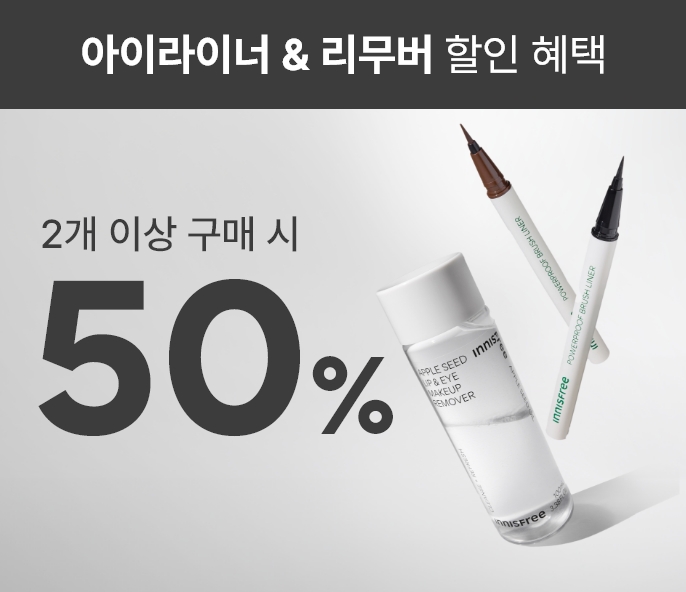 아이라이너 & 리무버 할인 혜택
2개 이상 구매 시
50%
POWERPROOF BRUSH LINER
POWERPROOF BRUSH LINER
innisfree
APPLE SEED
LIP & EYE
MAKEUP
REMOVER
innisfree